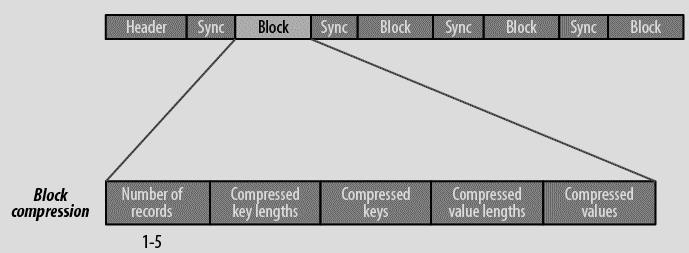 Header Sync Block Sync Block Sync Block Sync Block
Block
compression
Number of
records
Compressed
key lengths
Compressed
keys
Compressed
value lengths
Compressed
values
1-5